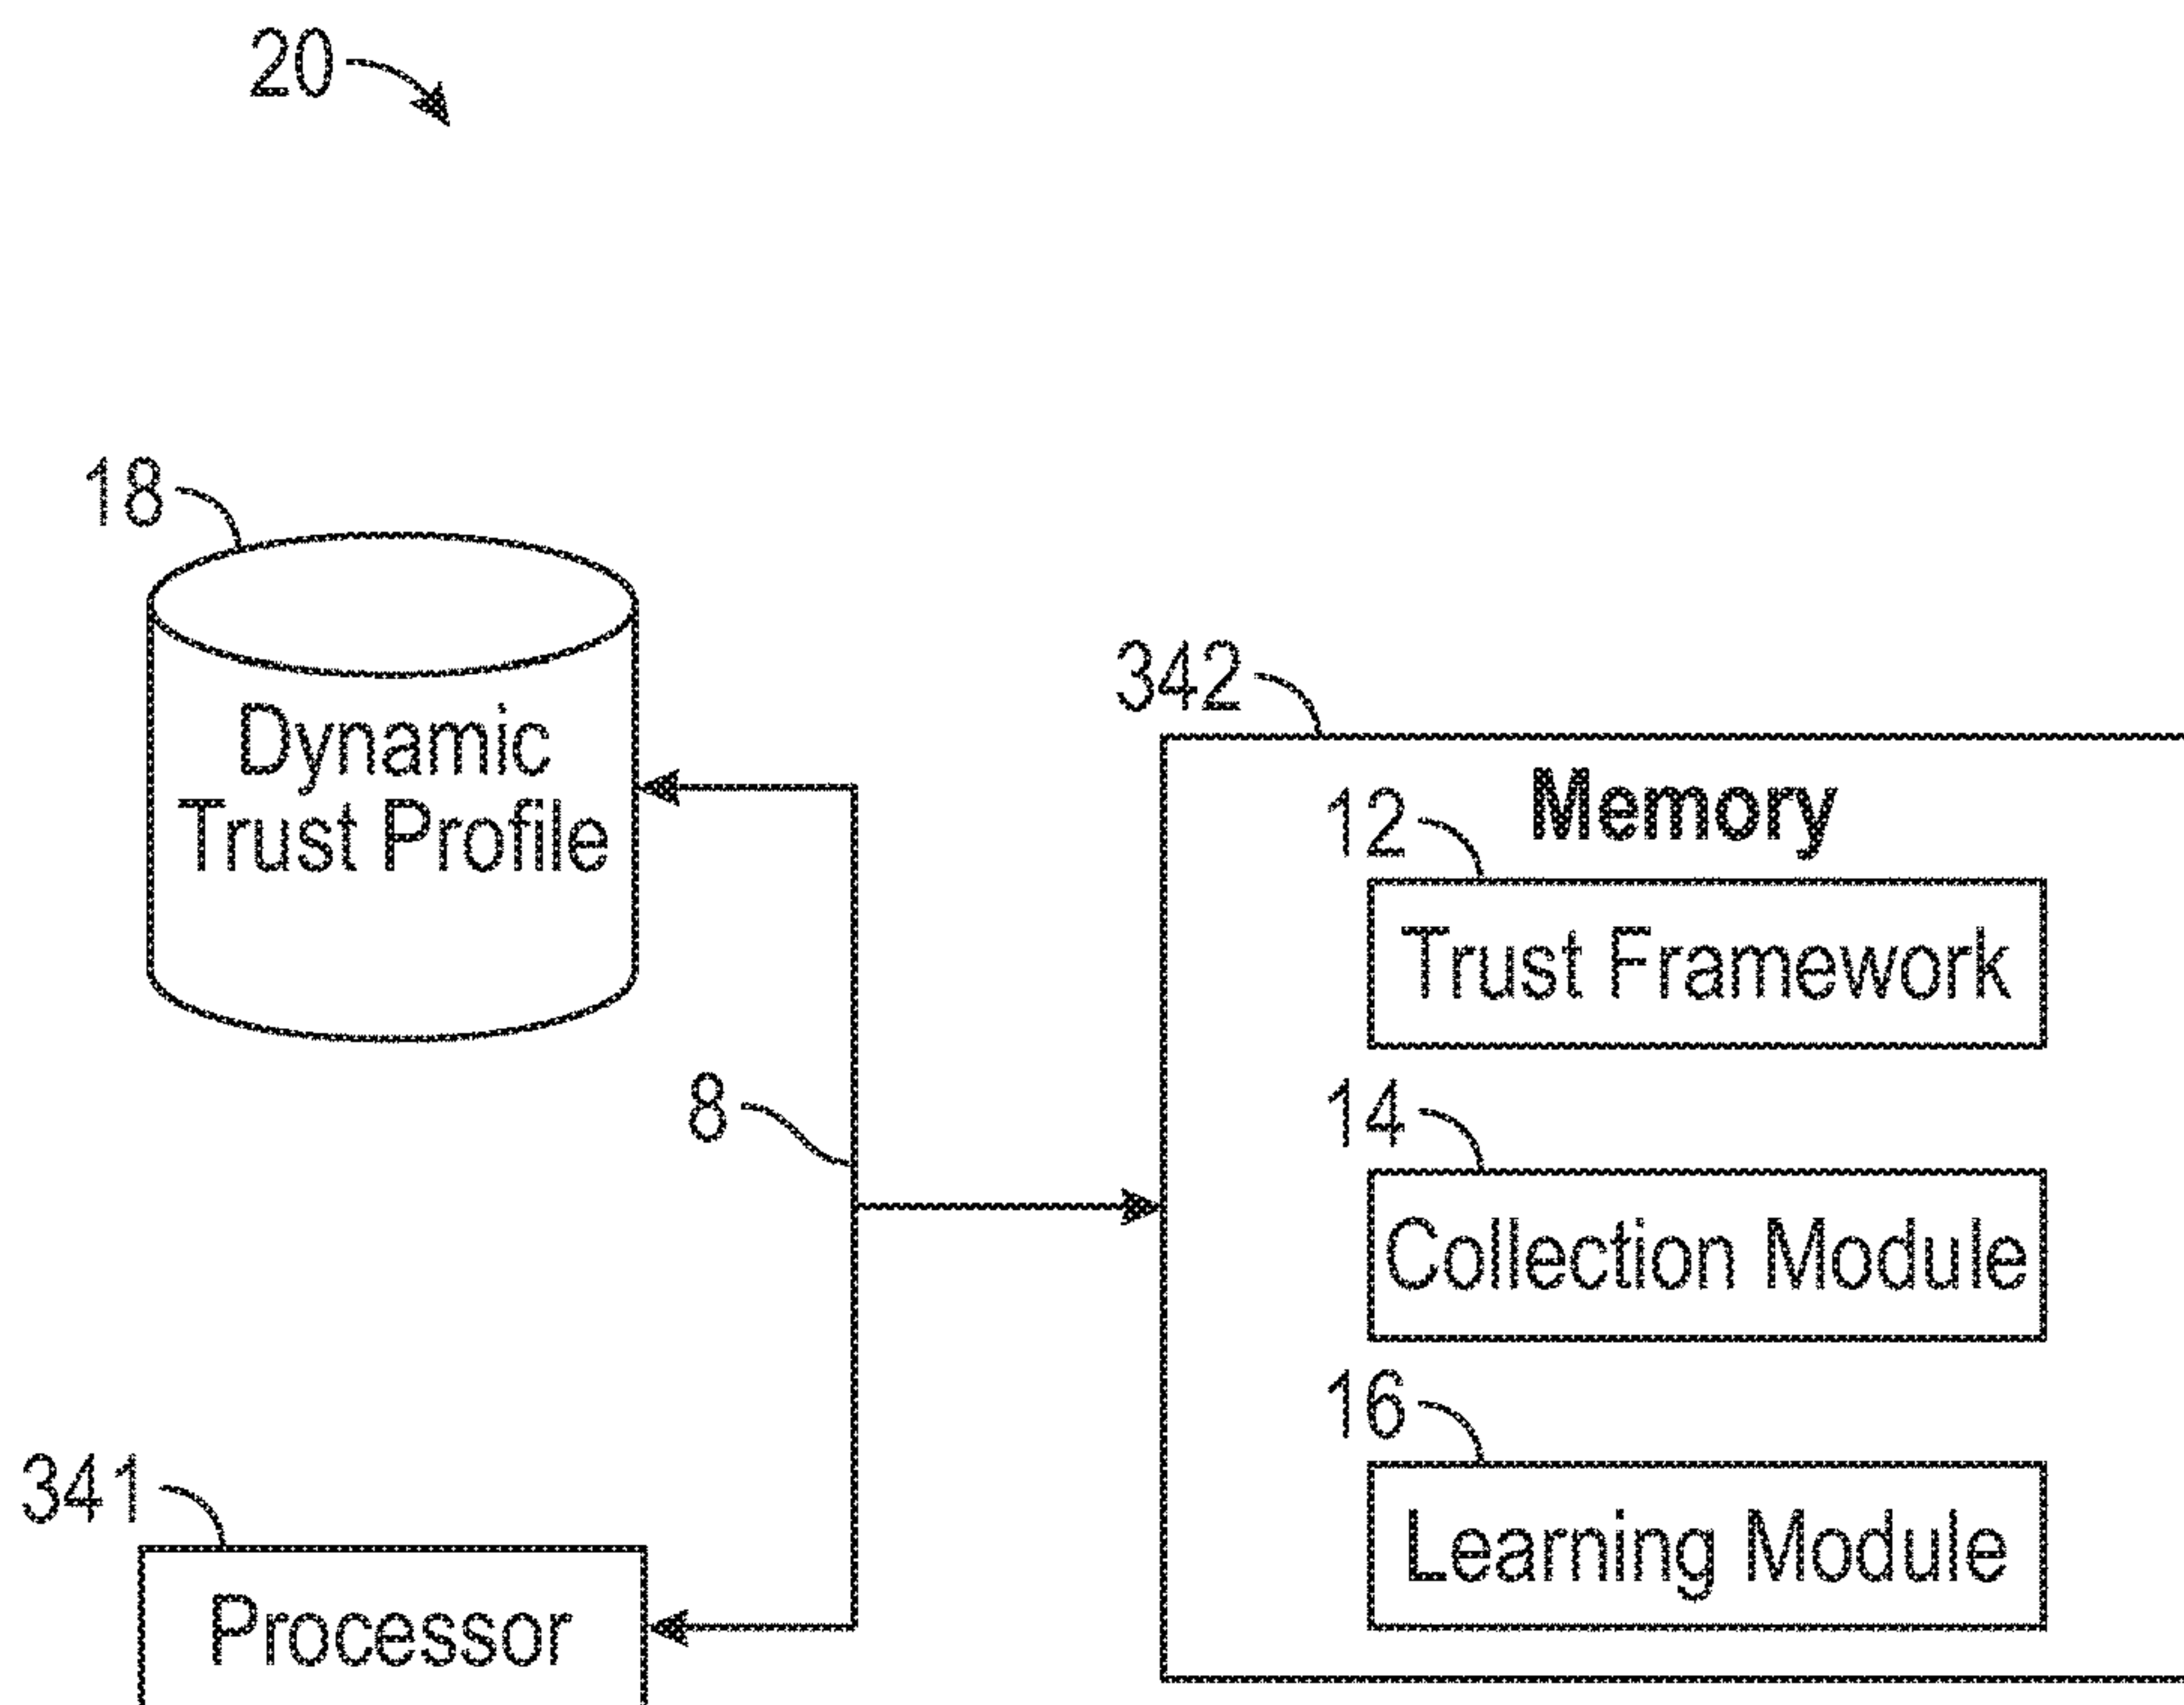 20
18
Dynamic
Trust Profile
342
Memory
12
Trust Framework
8
14
Collection Module
16
Learning Module
341
Processor